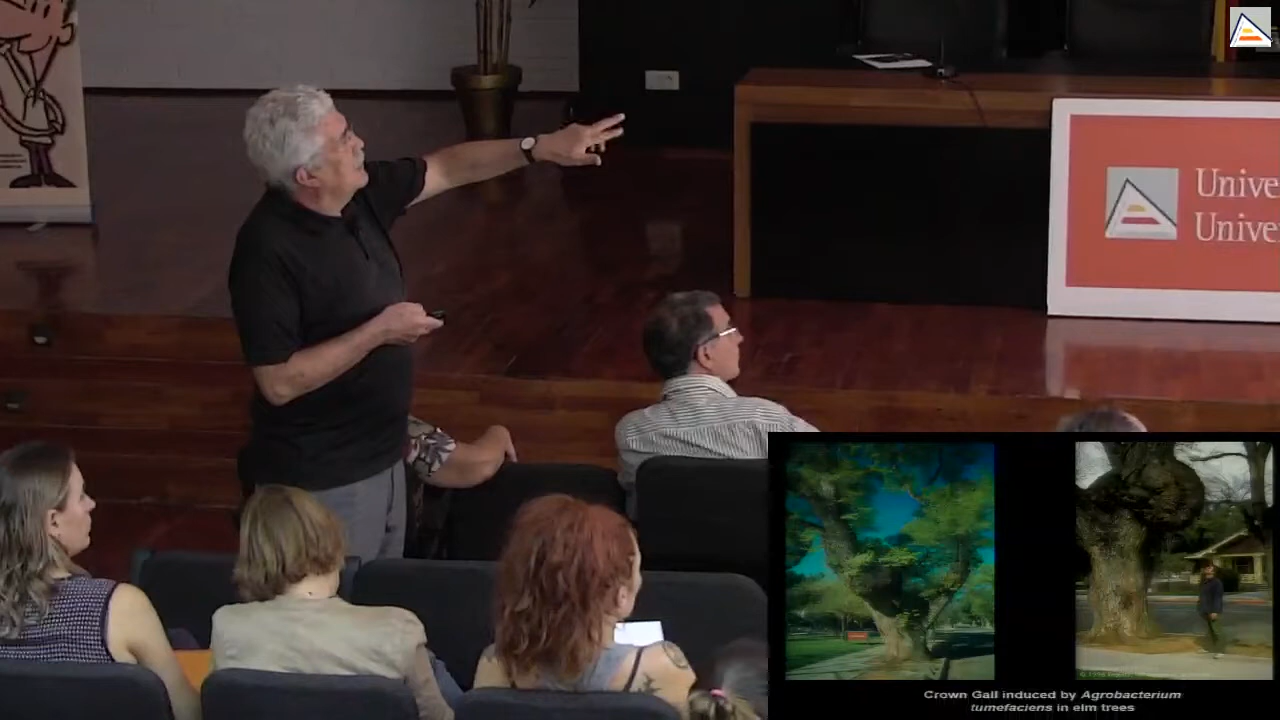 Unive
Unive
Crown Gall induced by Agrobacterium
tumefaciens in elm trees